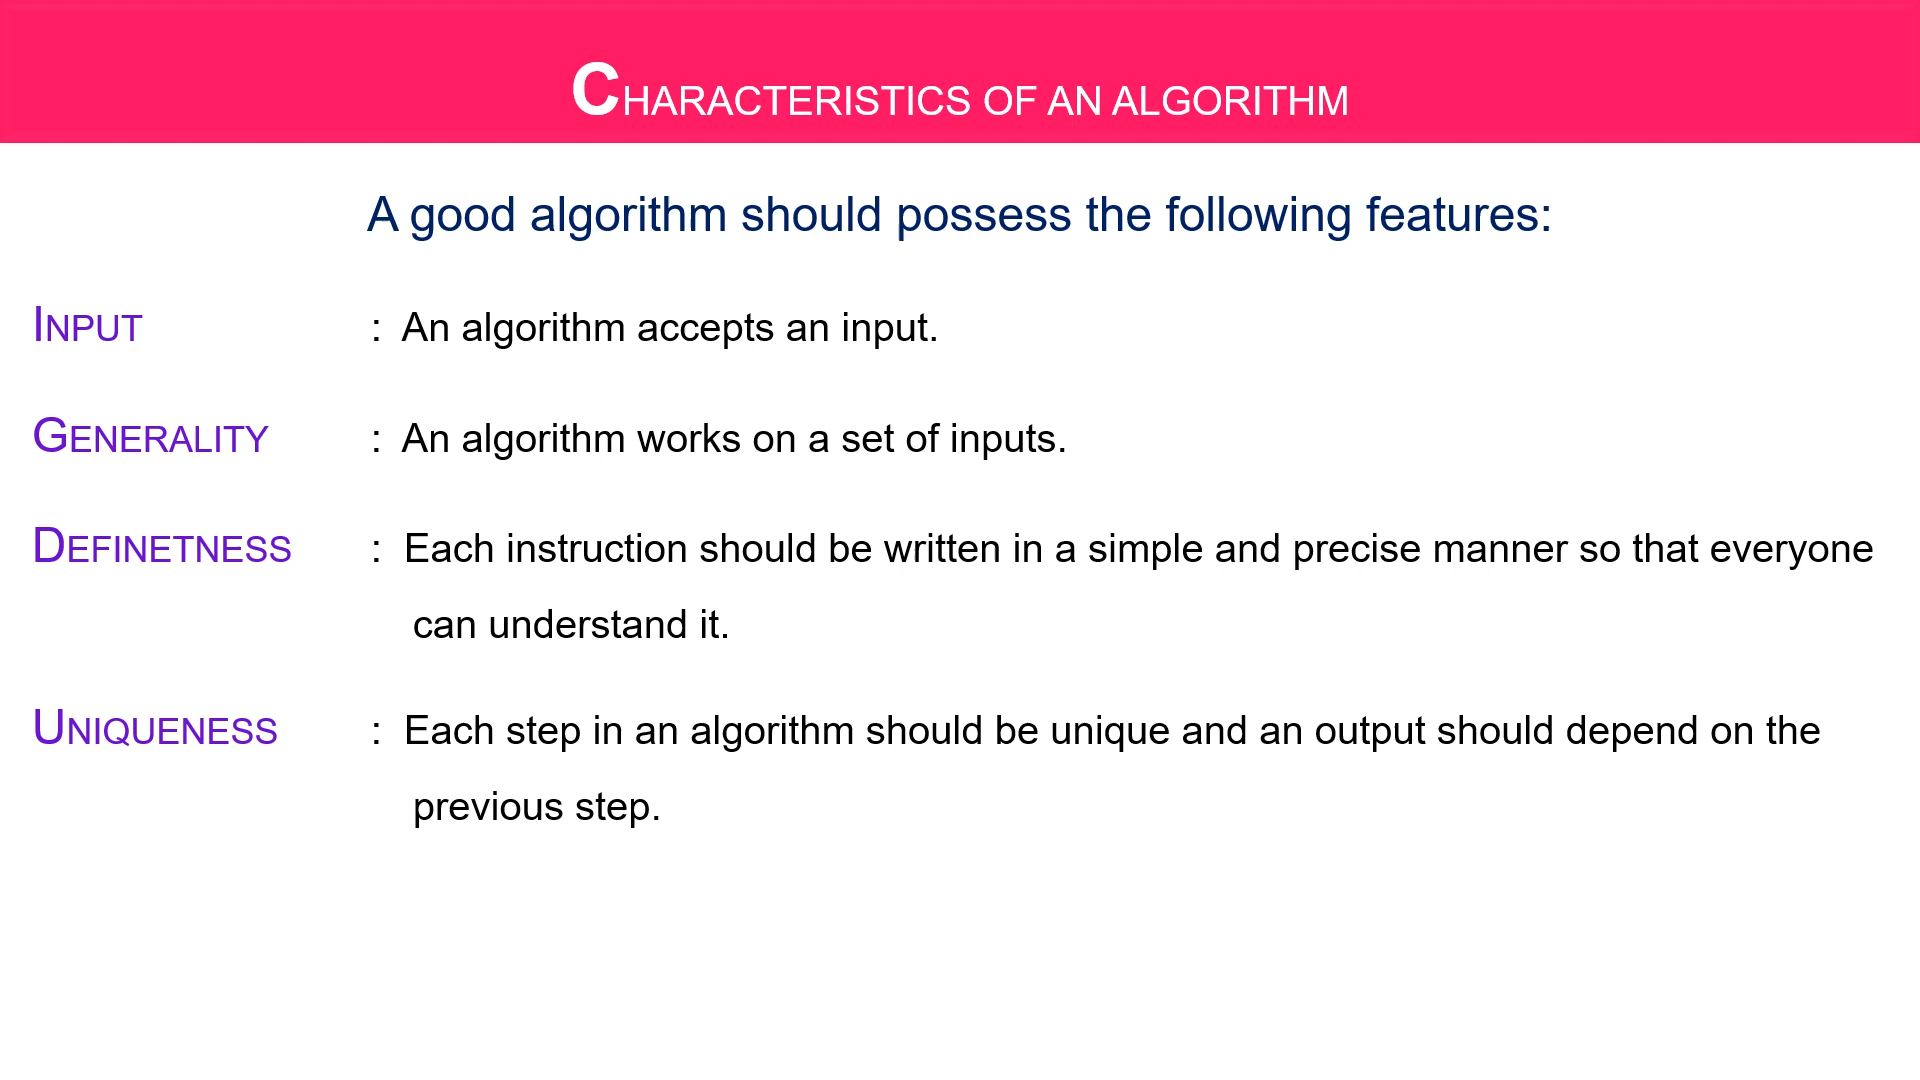 CHARACTERISTICS OF AN ALGORITHM
A good algorithm should possess the following features:
INPUT : An algorithm accepts an input.
GENERALITY : An algorithm works on a set of inputs.
DEFINETNESS : Each instruction should be written in a simple and precise manner so that everyone
can understand it.
UNIQUENESS : Each step in an algorithm should be unique and an output should depend on the
previous step.